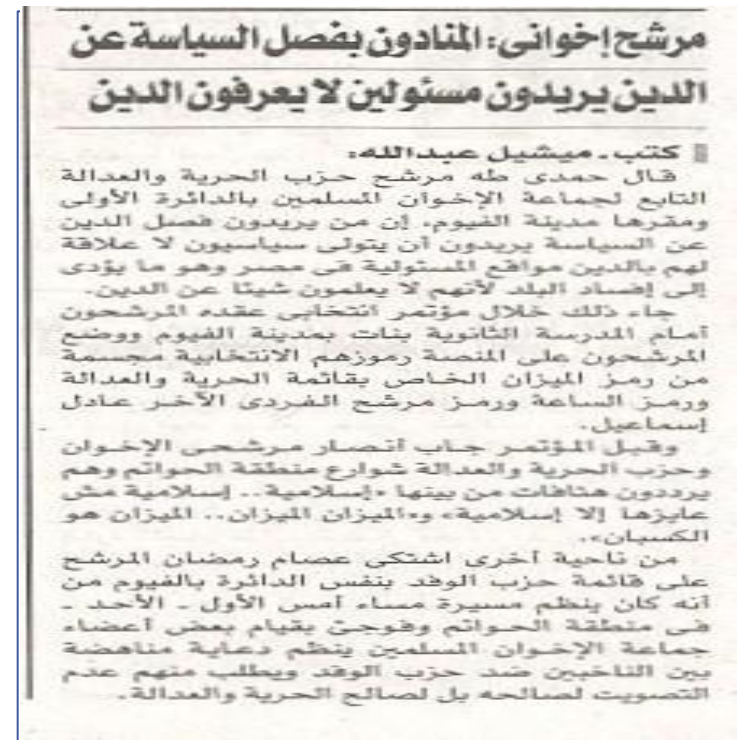 مرشح إخوانى: المنادون بفصل السياسة عن
الدين يريدون مسئولين لا يعرفون الدين
كتب ـ ميشيل عبدالله:
قال حمدى طه مرشح حزب الحرية والعدالة
التابع لجماعة الإخوان المسلمين بالدائرة الأولى
ومقرها مدينة الفيوم، إن من يريدون فصل الدين
عن السياسة يريدون أن يتولى سياسيون لا علاقة
لهم بالدين مواقع المسئولية فى مصر وهو ما يؤدى
إلى إفساد البلد لأنهم لا يعلمون شيئا عن الدين.
جاء ذلك خلال مؤتمر انتخابى عقده المرشحون
أمام المدرسة الثانوية بنات بمدينة الفيوم ووضع
المرشحون على المنصة رموزهم الانتخابية مجسمة
من رمز الميزان الخاص بقائمة الحرية والعدالة
ورمز الساعة ورمز مرشح الفردى الآخر عادل
إسماعيل.
وقبل المؤتمر جاب أنصار مرشحى الإخوان
وحزب الحرية والعدالة شوارع منطقة الحواتم وهم
يرددون هتافات من بينها «إسلامية.. إسلامية مش
عايزها إلا إسلامية» و«الميزان الميزان.. الميزان هو
الكسبان».
من ناحية أخرى اشتكى عصام رمضان المرشح
على قائمة حزب الوفد بنفس الدائرة بالفيوم من
أنه كان ينظم مسيرة مساء أمس الأول ـ الأحد ـ
فى منطقة الحواتم وفوجئ بقيام بعض أعضاء
جماعة الإخوان المسلمين ينظم دعاية مناهضة
بين الناخبين ضد حزب الوفد ويطلب منهم عدم
التصويت لصالحه بل لصالح الحرية والعدالة.